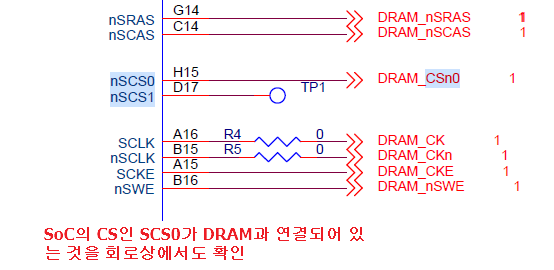 nSRAS G14 DRAM_nSRAS 1
nSCAS C14 DRAM_nSCAS 1
nSCS0 H15 DRAM_CSn0 1
nSCS1 D17 TP1
SCLK A16 R4 0 DRAM_CK 1
nSCLK B15 R5 0 DRAM_CKn 1
SCKE A15 DRAM_CKE 1
nSWE B16 DRAM_nSWE 1
SoC의 CS인 SCS0가 DRAM과 연결되어 있
는 것을 회로상에서도 확인